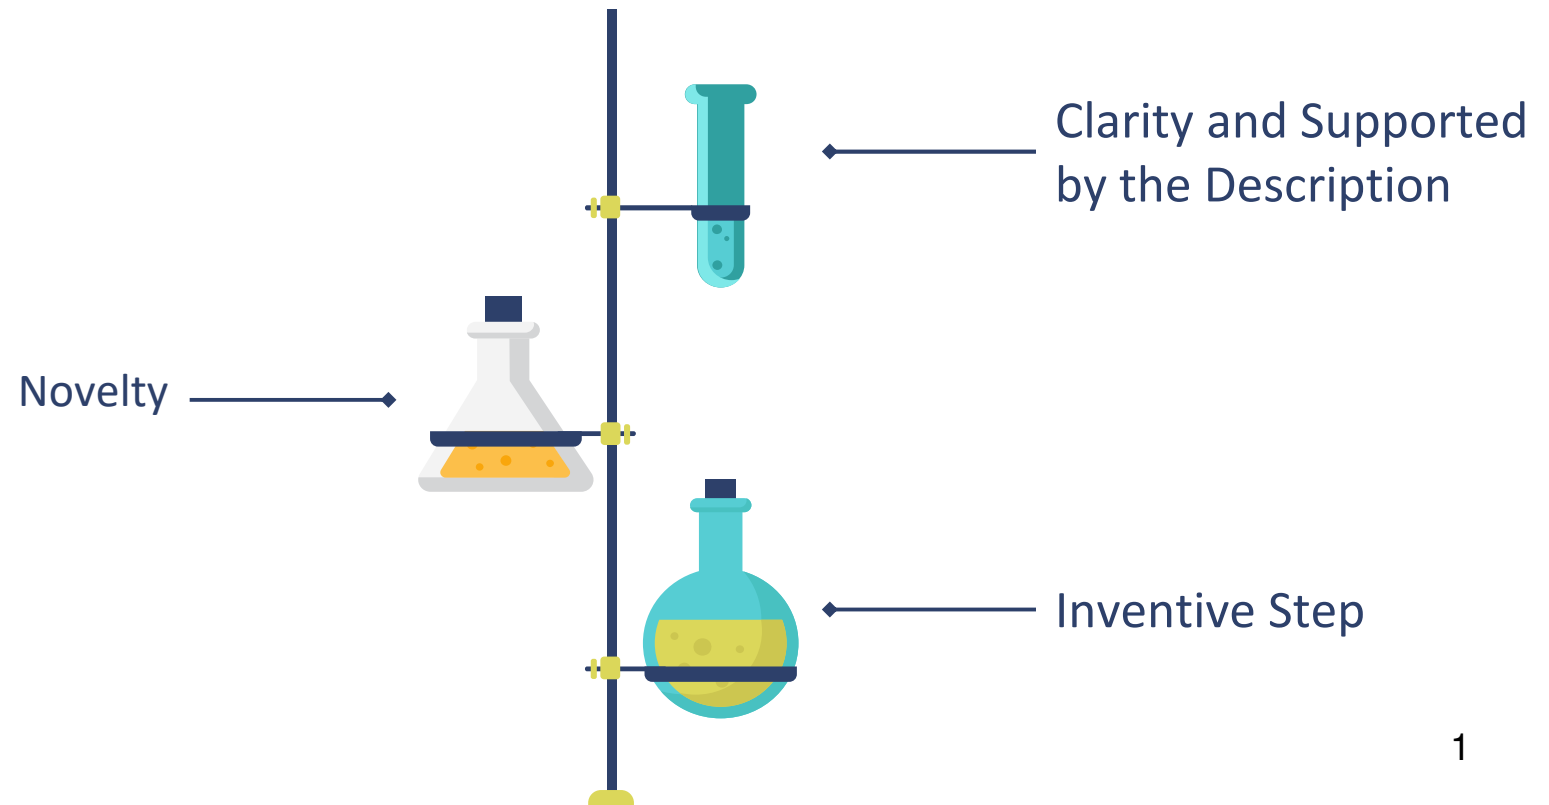 Clarity and Supported
by the Description
Novelty
Inventive Step
1